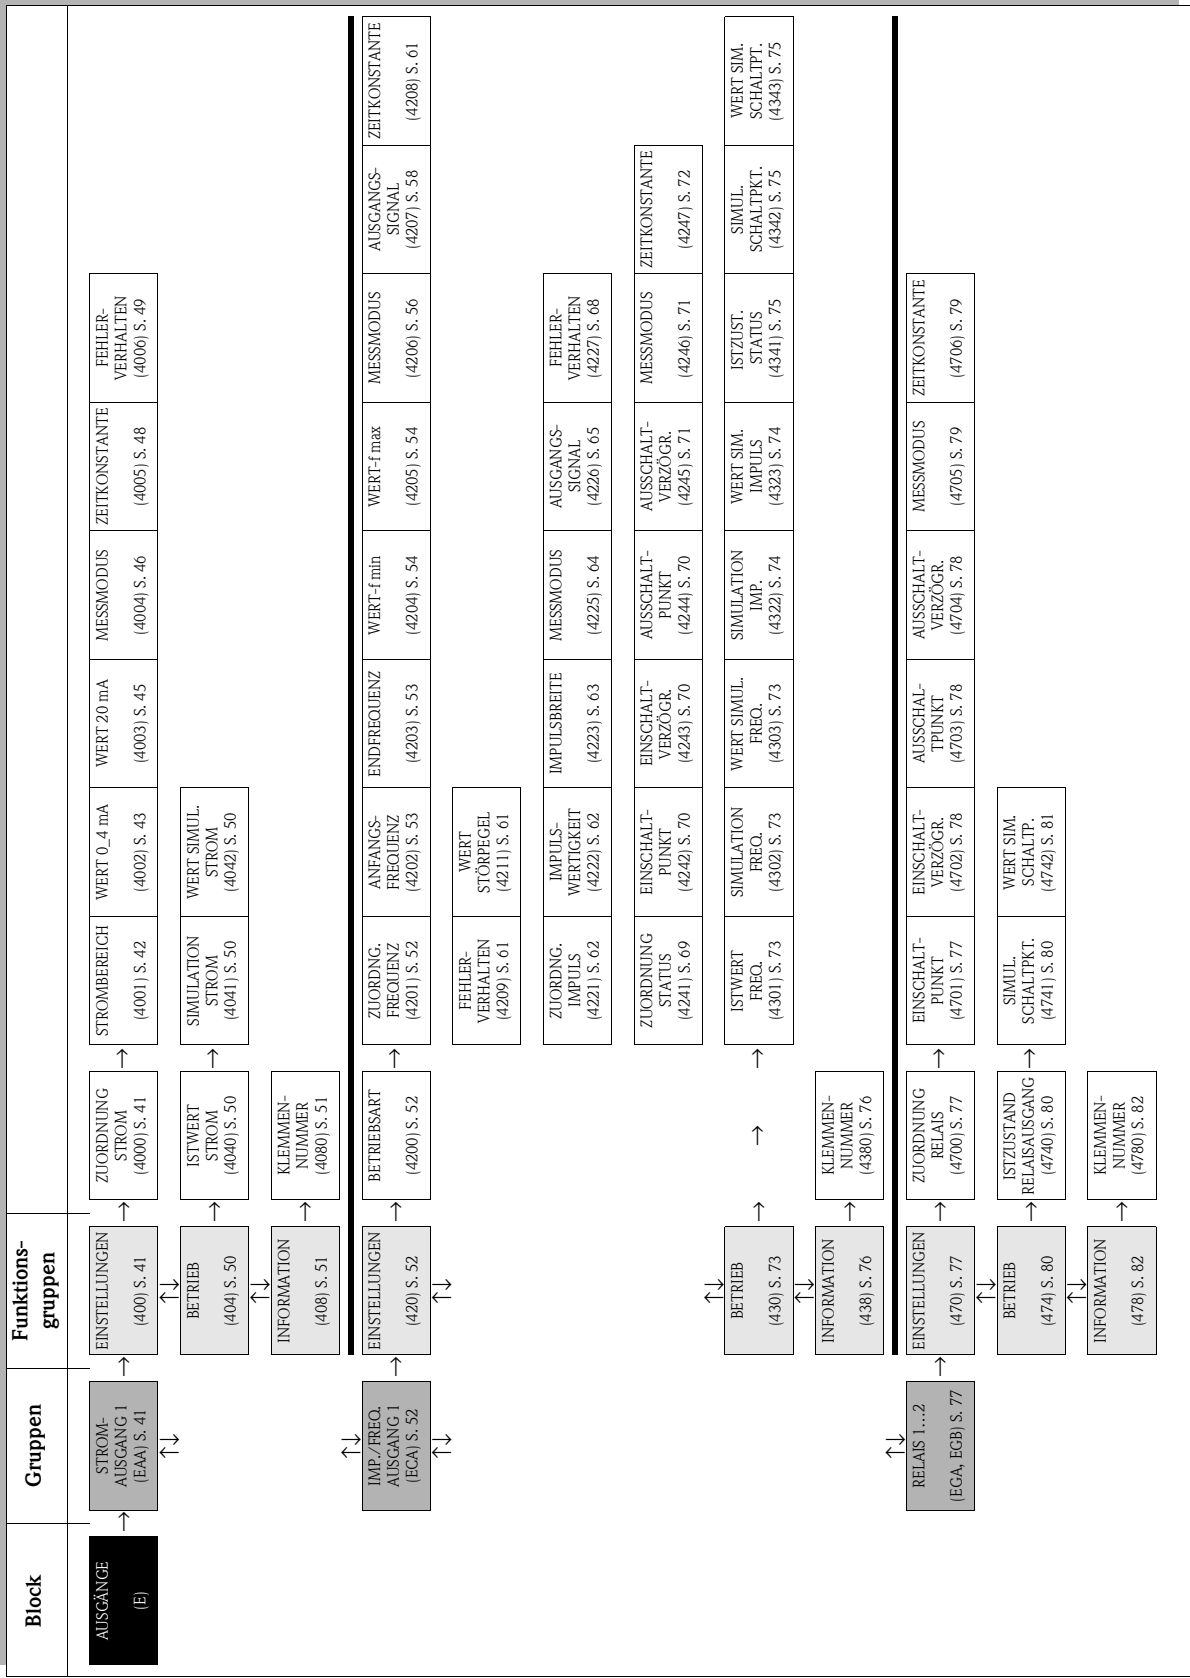 Block
Gruppen
Funktions-
gruppen
AUSGÄNGE
(E)
STROM-
AUSGANG 1
(EAA) S. 41
EINSTELLUNGEN
(400) S. 41
ZUORDNUNG
STROM
(4000) S. 41
STROMBEREICH
(4001) S. 42
WERT 0_4 mA
(4002) S. 43
WERT 20 mA
(4003) S. 45
MESSMODUS
(4004) S. 46
ZEITKONSTANTE
(4005) S. 48
FEHLER-
VERHALTEN
(4006) S. 49
BETRIEB
(404) S. 50
ISTWERT
STROM
(4040) S. 50
SIMULATION
STROM
(4041) S. 50
WERT SIMUL.
STROM
(4042) S. 50
INFORMATION
(408) S. 51
KLEMMEN-
NUMMER
(4080) S. 51
IMP./FREQ.
AUSGANG 1
(ECA) S. 52
EINSTELLUNGEN
(420) S. 52
BETRIEBSART
(4200) S. 52
ZUORDNG.
FREQUENZ
(4201) S. 52
ANFANGS-
FREQUENZ
(4202) S. 53
ENDFREQUENZ
(4203) S. 53
WERT-f min
(4204) S. 54
WERT-f max
(4205) S. 54
MESSMODUS
(4206) S. 56
AUSGANGS-
SIGNAL
(4207) S. 58
ZEITKONSTANTE
(4208) S. 61
FEHLER-
VERHALTEN
(4209) S. 61
WERT
STÖRPEGEL
(4211) S. 61
ZUORDNG.
IMPULS
(4221) S. 62
IMPULS-
WERTIGKEIT
(4222) S. 62
IMPULSBREITE
(4223) S. 63
MESSMODUS
(4225) S. 64
AUSGANGS-
SIGNAL
(4226) S. 65
FEHLER-
VERHALTEN
(4227) S. 68
ZUORDNUNG
STATUS
(4241) S. 69
EINSCHALT-
PUNKT
(4242) S. 70
EINSCHALT-
VERZÖGR.
(4243) S. 70
AUSSCHALT-
PUNKT
(4244) S. 70
AUSSCHALT-
VERZÖGR.
(4245) S. 71
MESSMODUS
(4246) S. 71
ZEITKONSTANTE
(4247) S. 72
BETRIEB
(430) S. 73
ISTWERT
FREQ.
(4301) S. 73
SIMULATION
FREQ.
(4302) S. 73
WERT SIMUL.
FREQ.
(4303) S. 73
SIMULATION
IMP.
(4322) S. 74
WERT SIM.
IMPULS
(4323) S. 74
ISTZUST.
STATUS
(4341) S. 75
SIMUL.
SCHALTPKT.
(4342) S. 75
WERT SIM.
SCHALTPT.
(4343) S. 75
INFORMATION
(438) S. 76
KLEMMEN-
NUMMER
(4380) S. 76
RELAIS 1...2
(EGA, EGB) S. 77
EINSTELLUNGEN
(470) S. 77
ZUORDNUNG
RELAIS
(4700) S. 77
EINSCHALT-
PUNKT
(4701) S. 77
EINSCHALT-
VERZÖGR.
(4702) S. 78
AUSSCHAL-
TPUNKT
(4703) S. 78
AUSSCHALT-
VERZÖGR.
(4704) S. 78
MESSMODUS
(4705) S. 79
ZEITKONSTANTE
(4706) S. 79
BETRIEB
(474) S. 80
ISTZUSTAND
RELAISAUSGANG
(4740) S. 80
SIMUL.
SCHALTPKT.
(4741) S. 80
WERT SIM.
SCHALTP.
(4742) S. 81
INFORMATION
(478) S. 82
KLEMMEN-
NUMMER
(4780) S. 82